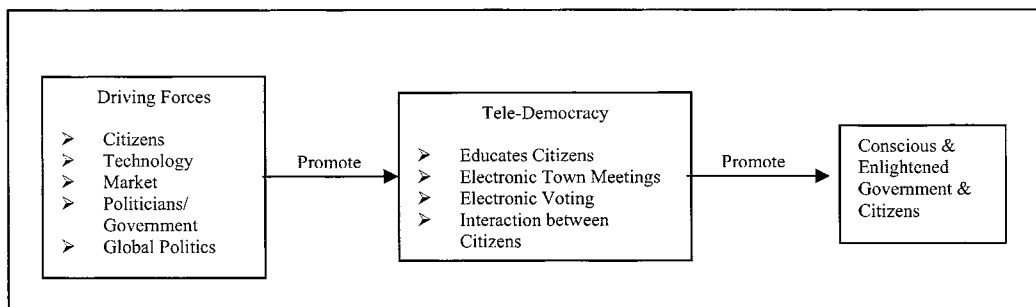 Driving Forces
➢ Citizens
➢ Technology
➢ Market
➢ Politicians/
Government
➢ Global Politics
Promote
Tele-Democracy
➢ Educates Citizens
➢ Electronic Town Meetings
➢ Electronic Voting
➢ Interaction between
Citizens
Promote
Conscious &
Enlightened
Government &
Citizens